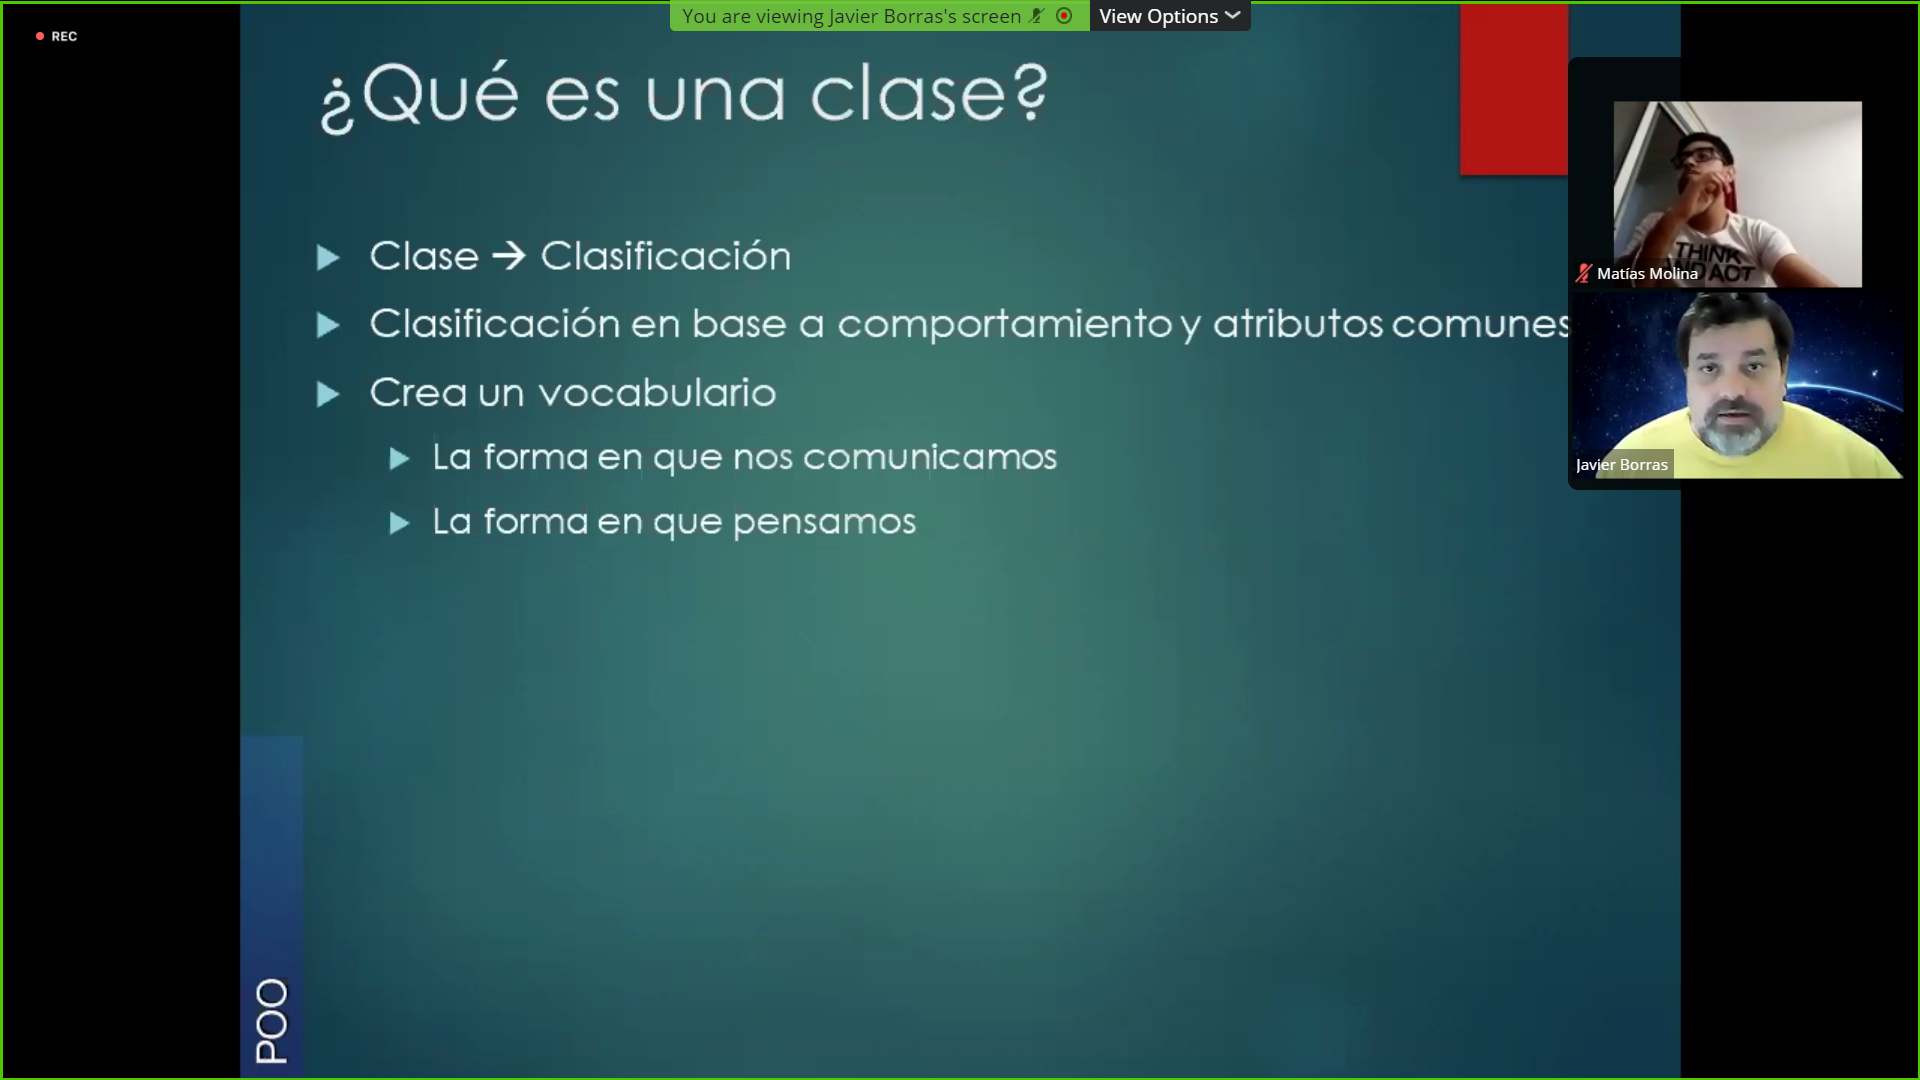 You are viewing Javier Borras's screen
View Options
REC
¿Qué es una clase?
Clase → Clasificación
Clasificación en base a comportamiento y atributos comunes
Crea un vocabulario
La forma en que nos comunicamos
La forma en que pensamos
POO
THINK
AND ACT
Matías Molina
Javier Borras